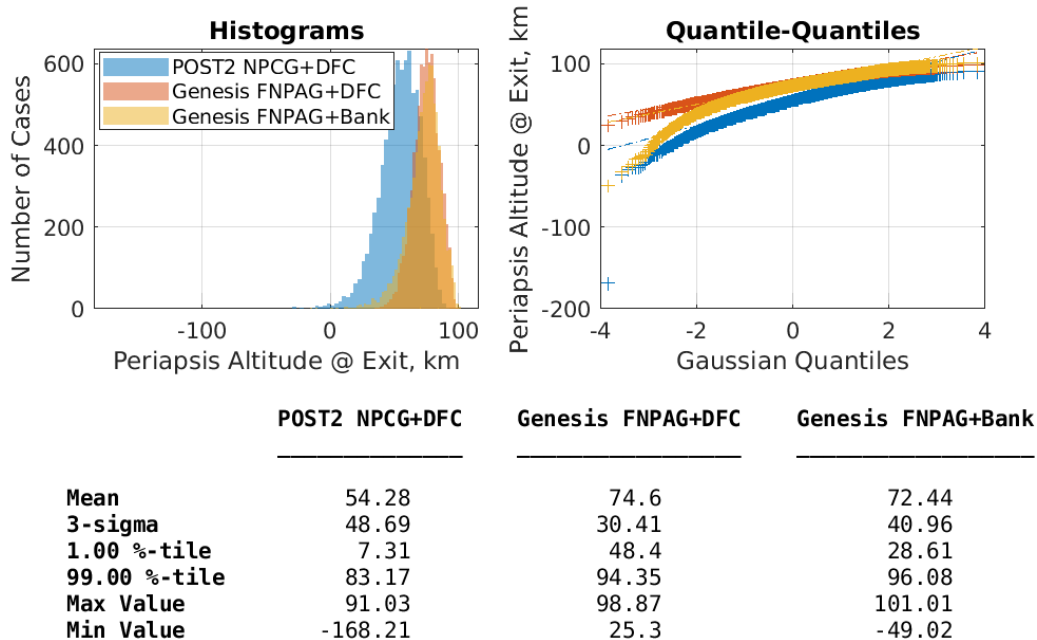 Histograms
Number of Cases
600
400
200
0
POST2 NPCG+DFC
Genesis FNPAG+DFC
Genesis FNPAG+Bank
-100 0 100
Periapsis Altitude @ Exit, km
Quantile-Quantiles
Periapsis Altitude @ Exit, km
100
0
-100
-200
-4 -2 0 2 4
Gaussian Quantiles
POST2 NPCG+DFC Genesis FNPAG+DFC Genesis FNPAG+Bank
Mean 54.28 74.6 72.44
3-sigma 48.69 30.41 40.96
1.00 %-tile 7.31 48.4 28.61
99.00 %-tile 83.17 94.35 96.08
Max Value 91.03 98.87 101.01
Min Value -168.21 25.3 -49.02